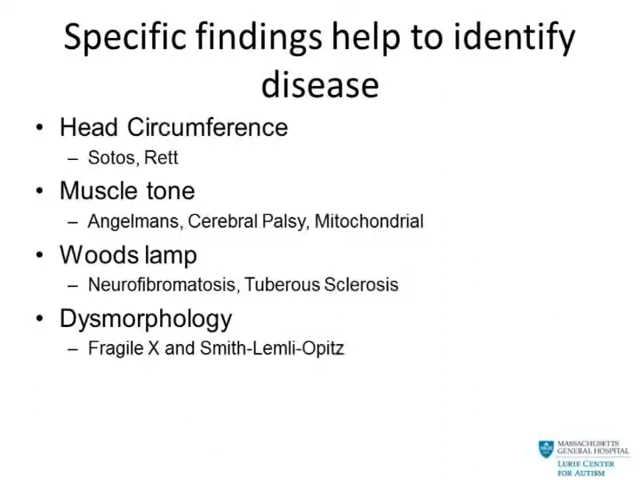 Specific findings help to identify
disease
• Head Circumference
– Sotos, Rett
• Muscle tone
– Angelmans, Cerebral Palsy, Mitochondrial
• Woods lamp
– Neurofibromatosis, Tuberous Sclerosis
• Dysmorphology
– Fragile X and Smith-Lemli-Opitz
MASSACHUSETTS
GENERAL HOSPITAL
LURIE CENTER
FOR AUTISM